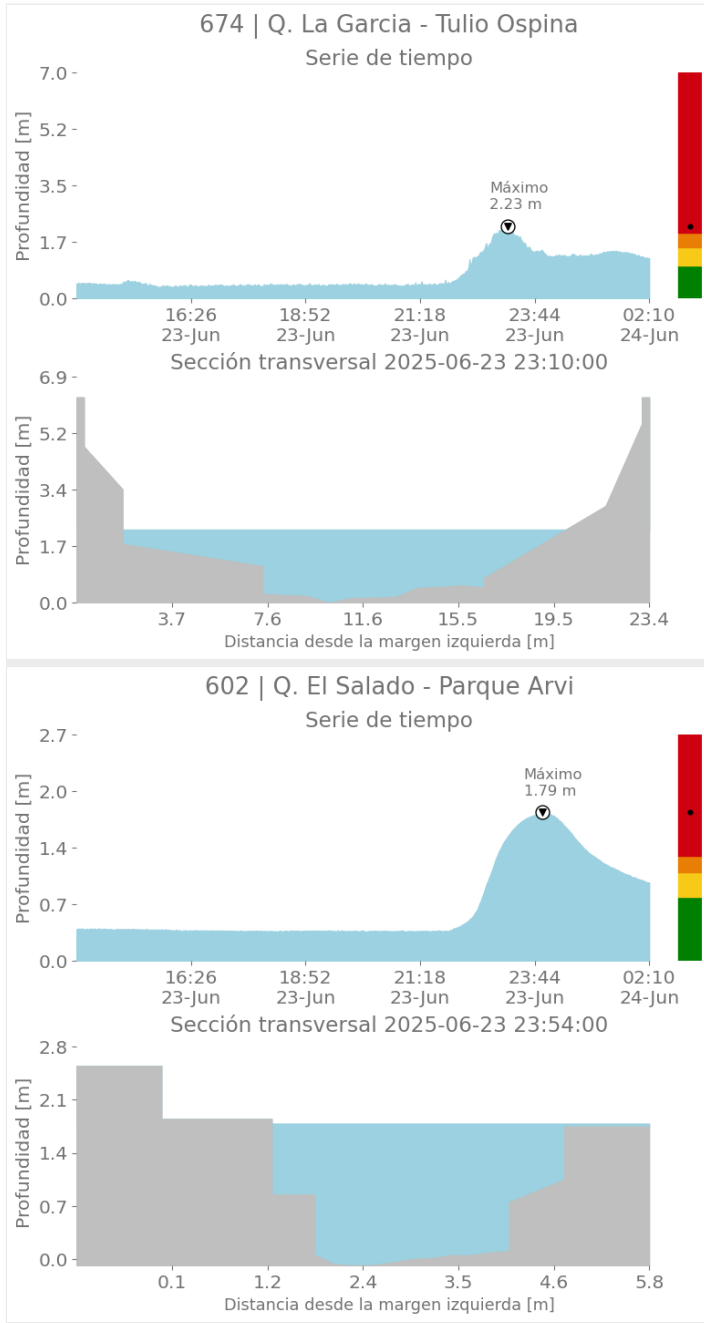 674 | Q. La Garcia - Tulio Ospina
Serie de tiempo
Profundidad [m]
7.0
5.2
3.5
1.7
0.0
Máximo
2.23 m
16:26 18:52 21:18 23:44 02:10
23-Jun 23-Jun 23-Jun 23-Jun 24-Jun
Sección transversal 2025-06-23 23:10:00
Profundidad [m]
6.9
5.2
3.4
1.7
0.0
3.7 7.6 11.6 15.5 19.5 23.4
Distancia desde la margen izquierda [m]
602 | Q. El Salado - Parque Arvi
Serie de tiempo
Profundidad [m]
2.7
2.0
1.4
0.7
0.0
Máximo
1.79 m
16:26 18:52 21:18 23:44 02:10
23-Jun 23-Jun 23-Jun 23-Jun 24-Jun
Sección transversal 2025-06-23 23:54:00
Profundidad [m]
2.8
2.1
1.4
0.7
0.0
0.1 1.2 2.4 3.5 4.6 5.8
Distancia desde la margen izquierda [m]